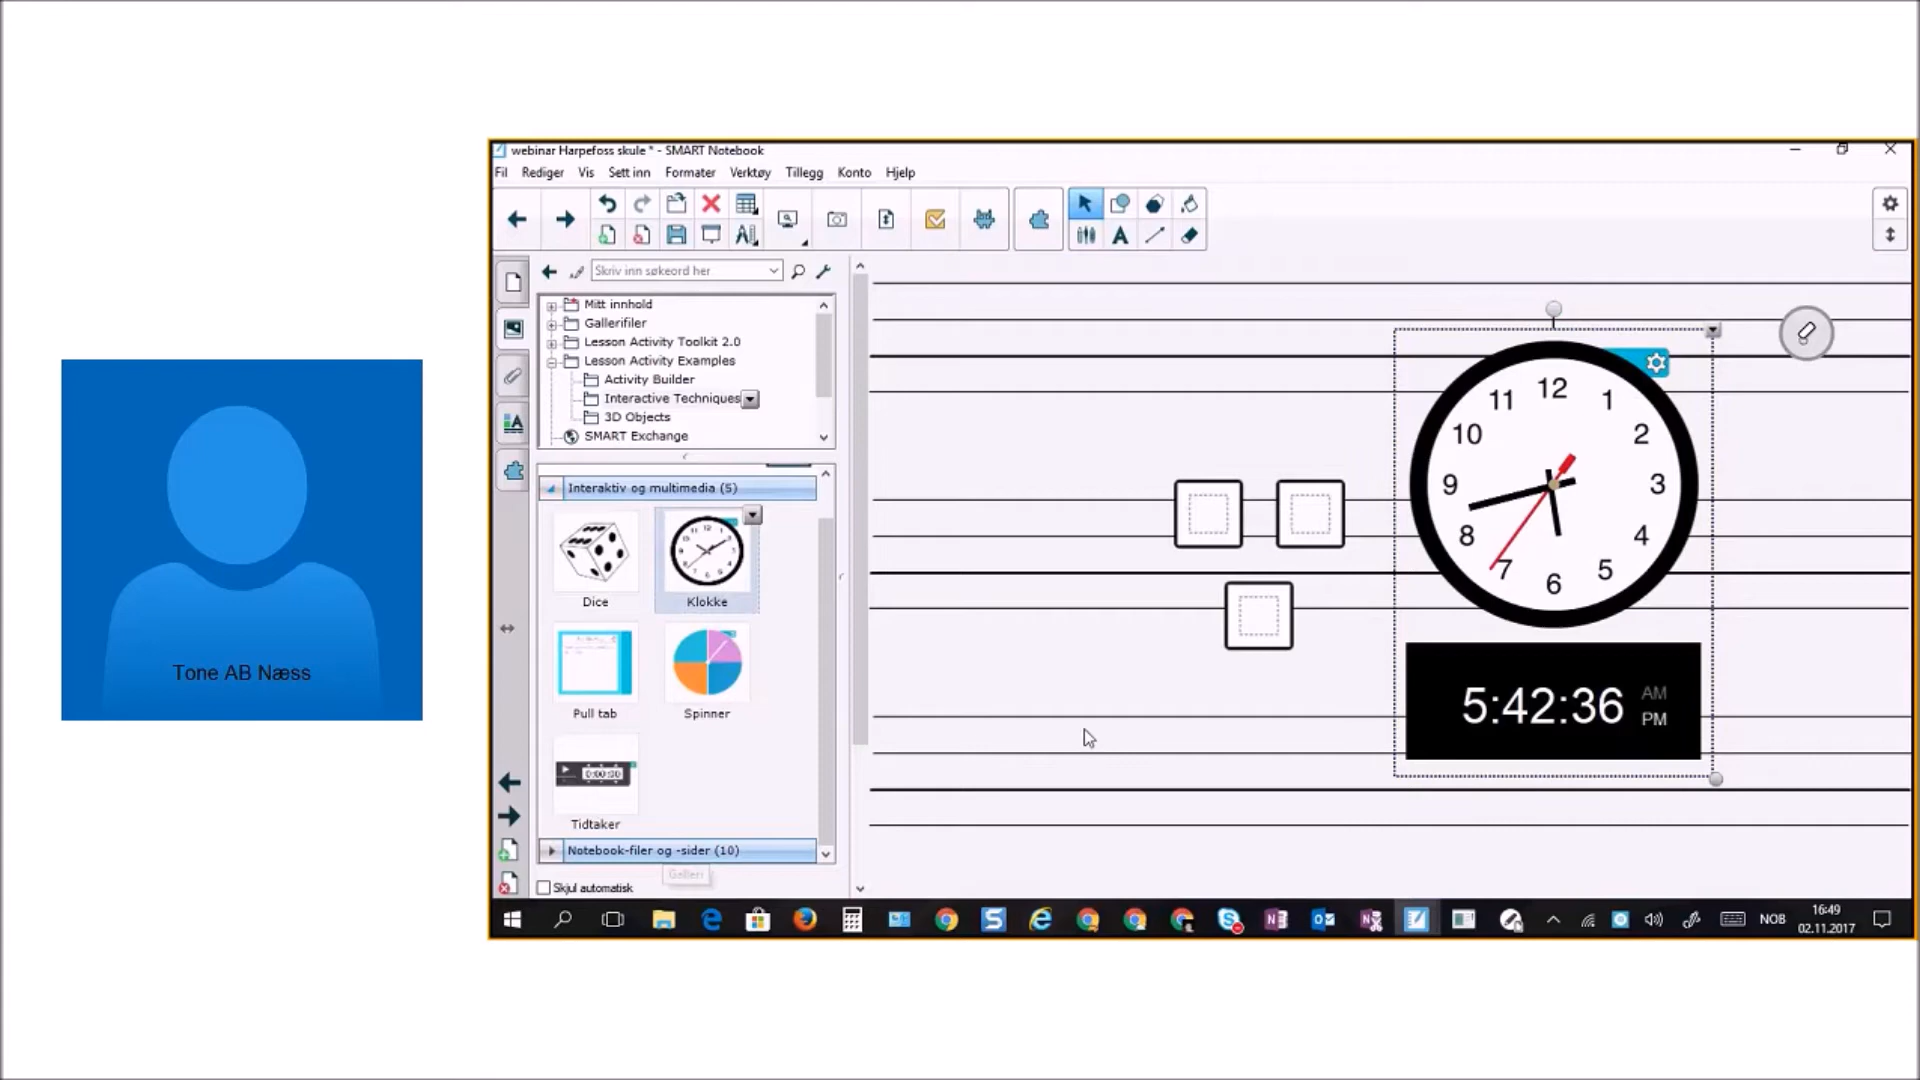 webinar Harpefoss skule * - SMART Notebook
Fil Rediger Vis Sett inn Formater Verktøy Tillegg Konto Hjelp
Skriv inn søkeord her
Mitt innhold
Gallerifiler
Lesson Activity Toolkit 2.0
Lesson Activity Examples
Activity Builder
Interactive Techniques
3D Objects
SMART Exchange
Interaktiv og multimedia (5)
Dice
Klokke
Pull tab
Spinner
0:00:00
Tidtaker
Notebook-filer og -sider (10)
Galleri
Skjul automatisk
12
1
2
3
4
5
6
7
8
9
10
11
5:42:36
AM
PM
Tone AB Næss
NOB
16:49
02.11.2017